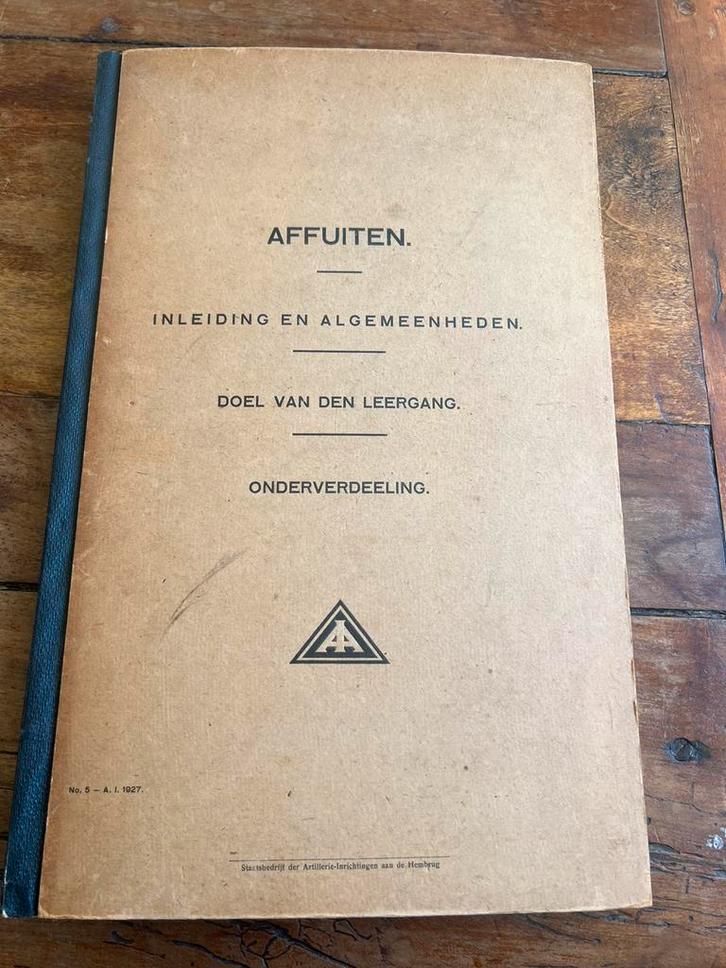 AFFUITEN.
INLEIDING EN ALGEMEENHEDEN.
DOEL VAN DEN LEERGANG.
ONDERVERDEELING.
AI
No. 5 — A. I. 1927.
Staatsbedrijf der Artillerie-Inrichtingen aan de Hembrug